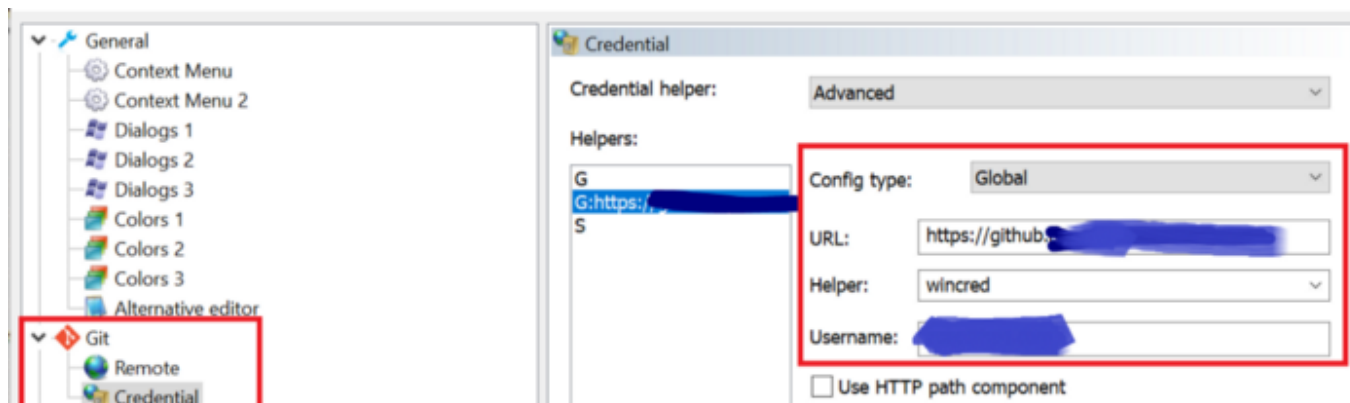 General
Context Menu
Context Menu 2
Dialogs 1
Dialogs 2
Dialogs 3
Colors 1
Colors 2
Colors 3
Alternative editor
Git
Remote
Credential
Credential
Credential helper: Advanced
Helpers:
G
G:https:/
S
Config type: Global
URL: https://github.
Helper: wincred
Username:
Use HTTP path component